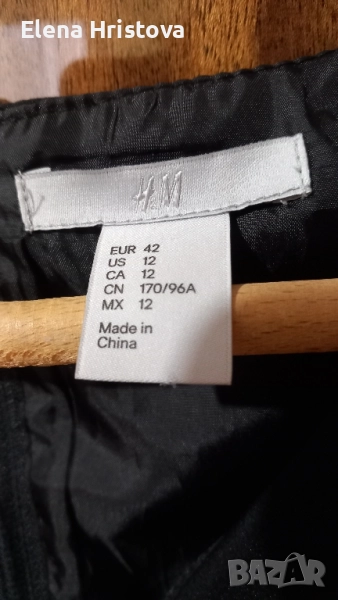 Elena Hristova
H&M
EUR 42
US 12
CA 12
CN 170/96A
MX 12
Made in
China
BAZAR